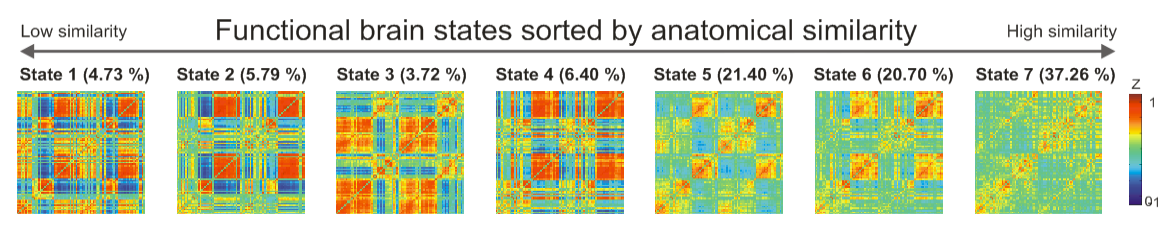 Functional brain states sorted by anatomical similarity
Low similarity
High similarity
State 1 (4.73 %)
State 2 (5.79 %)
State 3 (3.72 %)
State 4 (6.40 %)
State 5 (21.40 %)
State 6 (20.70 %)
State 7 (37.26 %)
Z
1